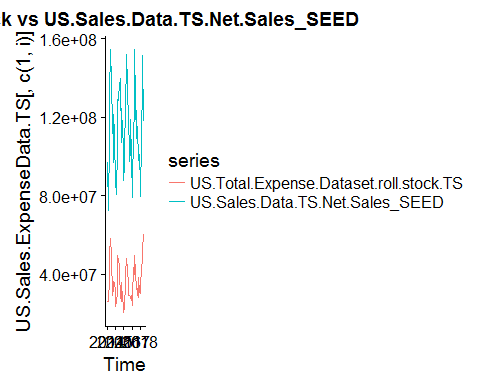 k vs US.Sales.Data.TS.Net.Sales_SEED
US.Sales.ExpenseData.TS[, c(1, i)]
1.6e+08
1.2e+08
8.0e+07
4.0e+07
Time
series
US.Total.Expense.Dataset.roll.stock.TS
US.Sales.Data.TS.Net.Sales_SEED